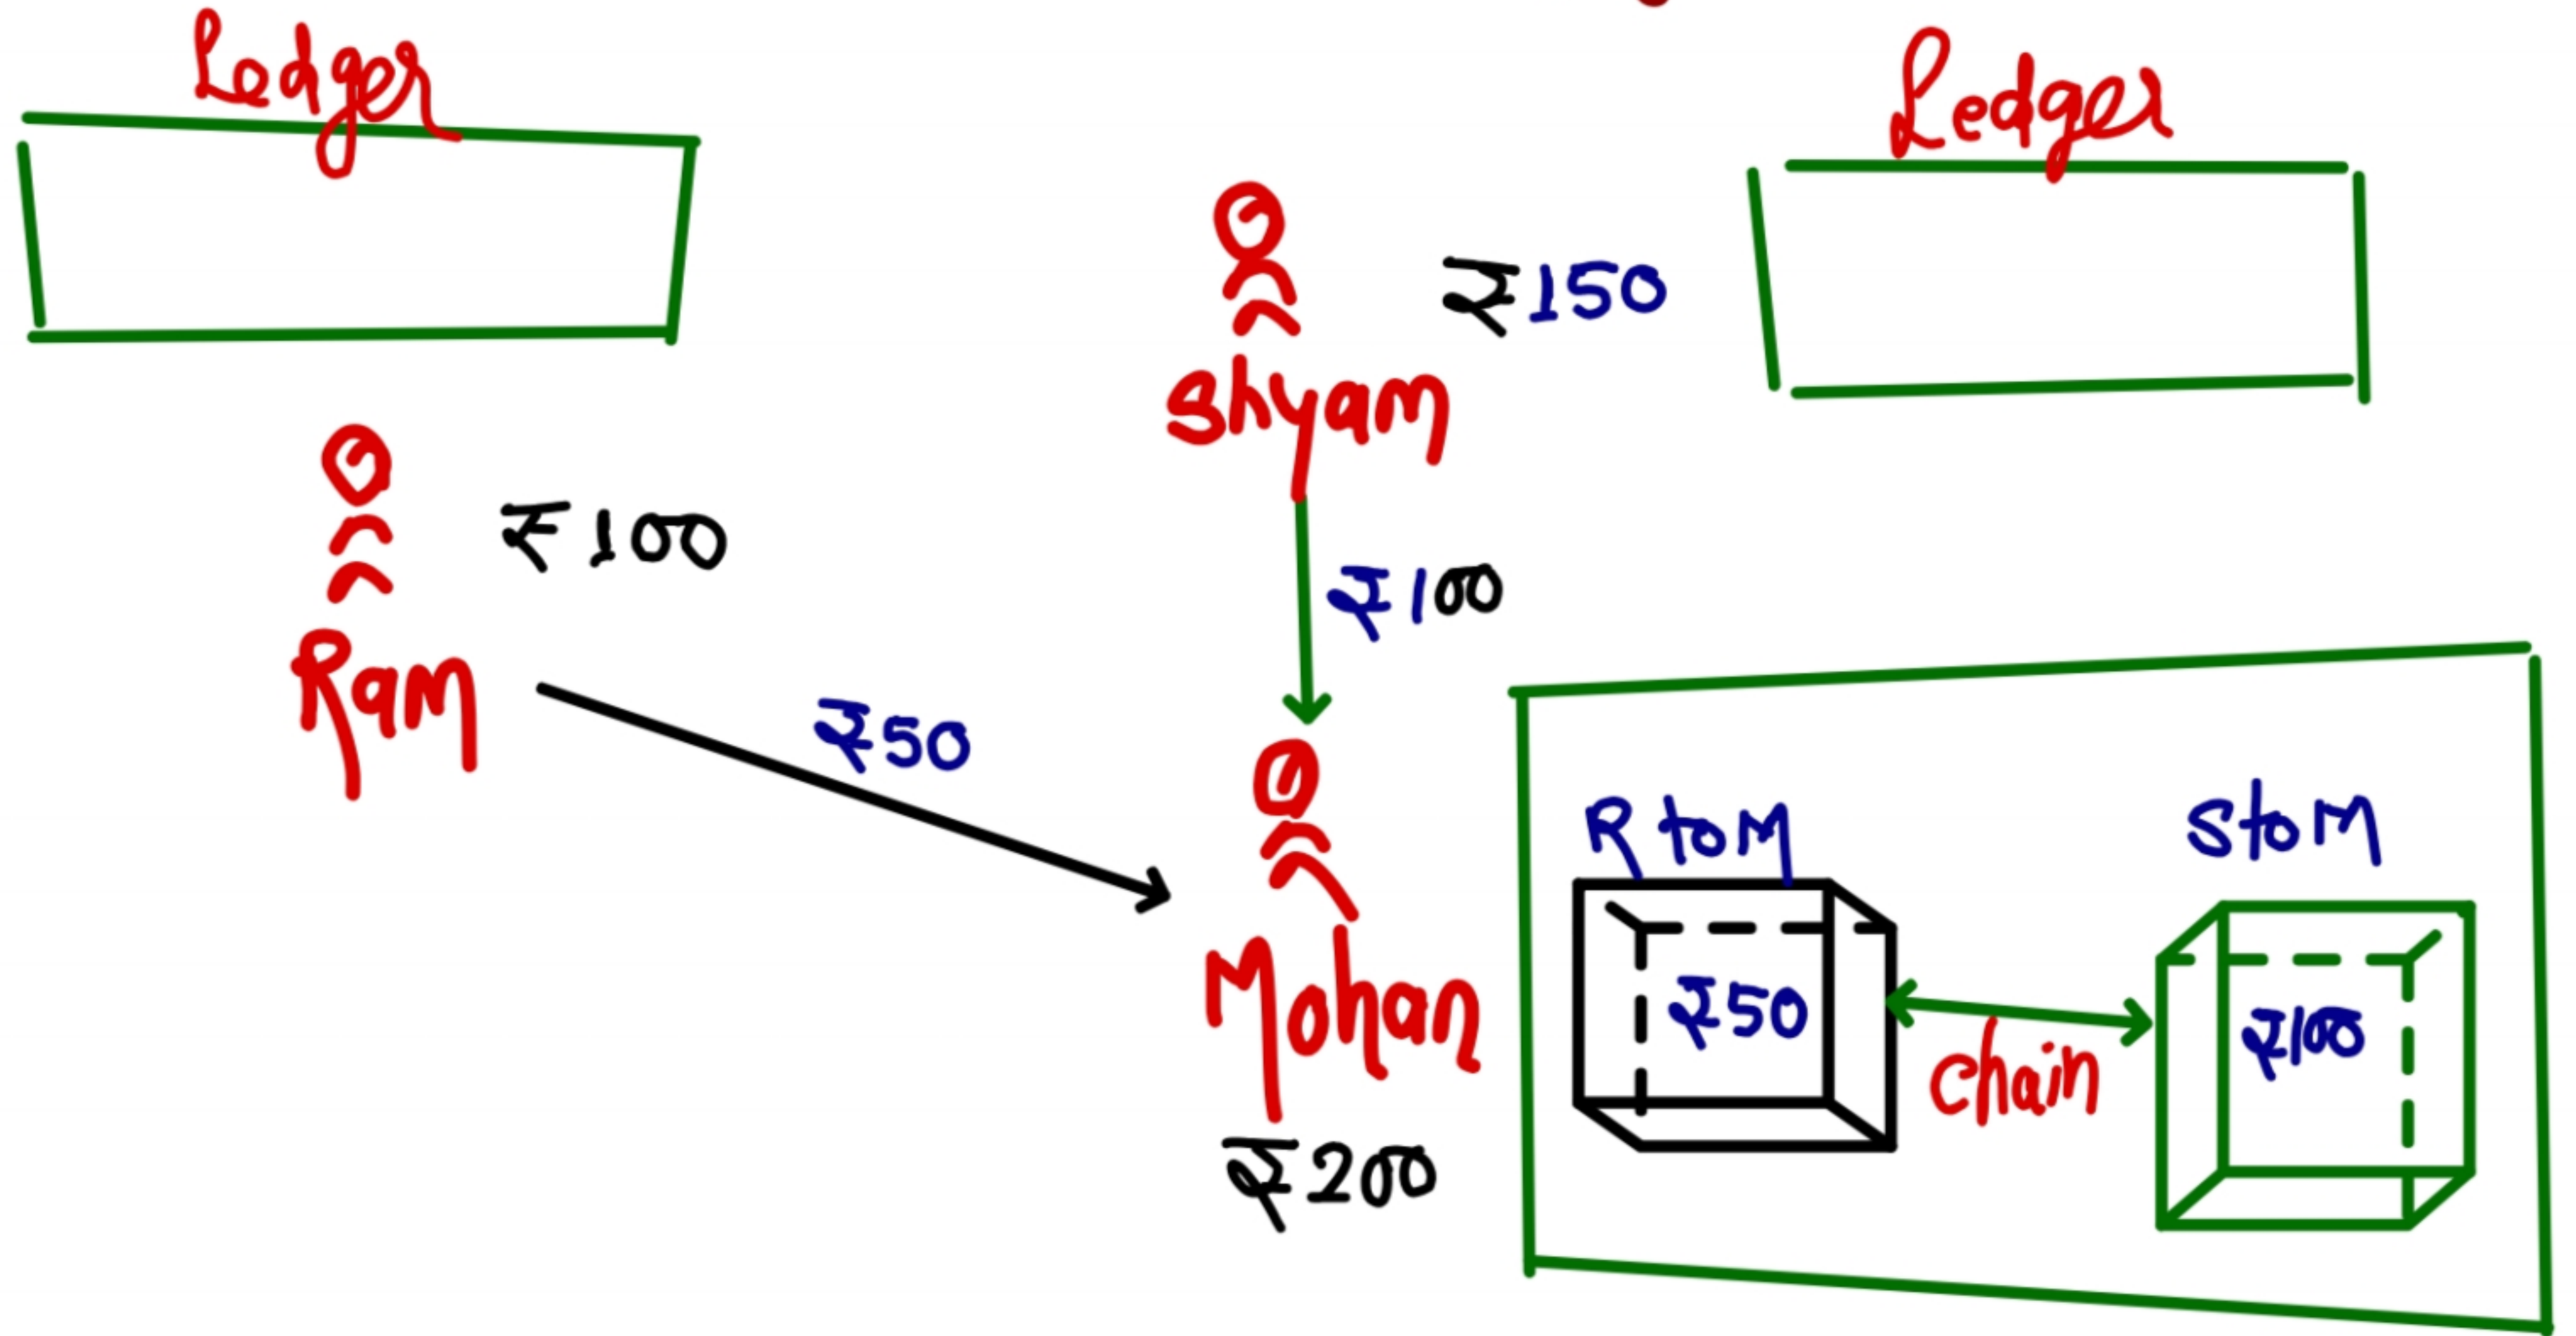 Ledger
Ledger
₹150
Shyam
₹100
₹100
Ram
₹50
R to M
S to M
₹50
₹100
chain
Mohan
₹200